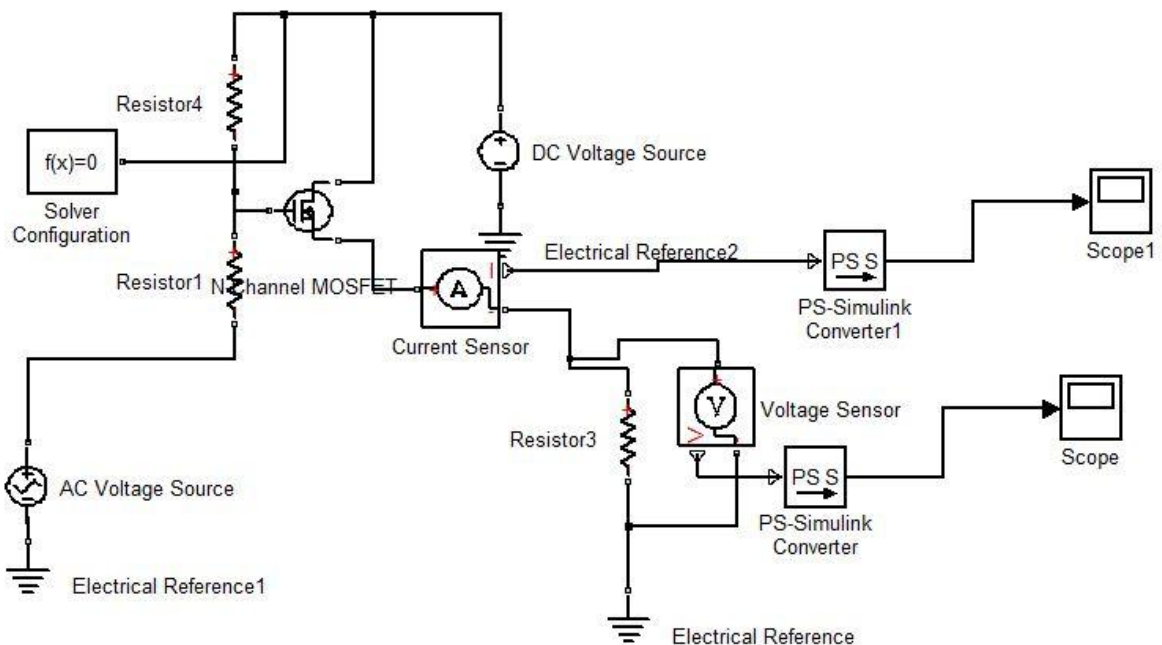 Resistor4
f(x)=0
DC Voltage Source
Solver
Configuration
Electrical Reference2
Scope1
Resistor1
N Channel MOSFET
A
PS S
PS-Simulink
Converter1
Current Sensor
V
V
Voltage Sensor
Resistor3
Scope
AC Voltage Source
PS S
PS-Simulink
Converter
Electrical Reference1
Electrical Reference